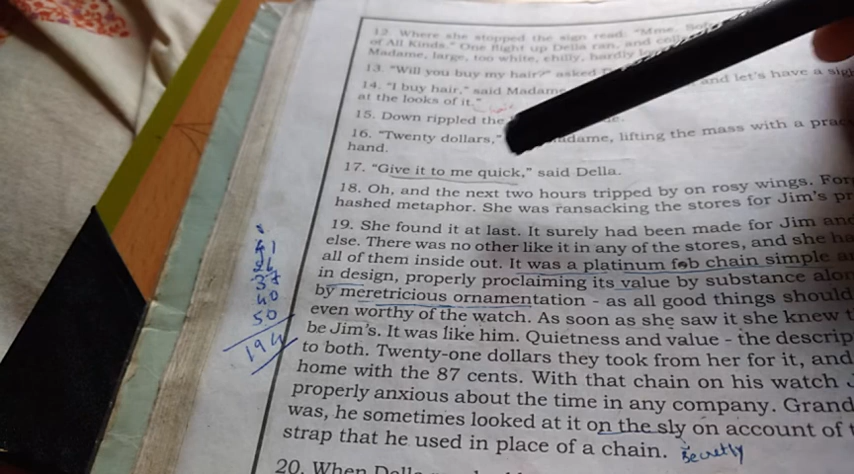 12. Where she stopped the sign read: "Mme.
of All Kinds." One flight up Della ran, and
Madame, large, too white, chilly, hardly
13. "Will you buy my hair?" asked
and let's have a
14. "I buy hair," said Madame
at the looks of it."
15. Down rippled the
16. "Twenty dollars," adame, lifting the mass with a prac
hand.
17. "Give it to me quick," said Della.
18. Oh, and the next two hours tripped by on rosy wings. For
hashed metaphor. She was ransacking the stores for Jim's pr
19. She found it at last. It surely had been made for Jim and
else. There was no other like it in any of the stores, and she ha
all of them inside out. It was a platinum fob chain simple a
in design, properly proclaiming its value by substance alon
by meretricious ornamentation - as all good things should
even worthy of the watch. As soon as she saw it she knew t
be Jim's. It was like him. Quietness and value - the descrip
to both. Twenty-one dollars they took from her for it, and
home with the 87 cents. With that chain on his watch
properly anxious about the time in any company. Grand
was, he sometimes looked at it on the sly on account of t
strap that he used in place of a chain. Secretly
20. When Della
37
50
50
194